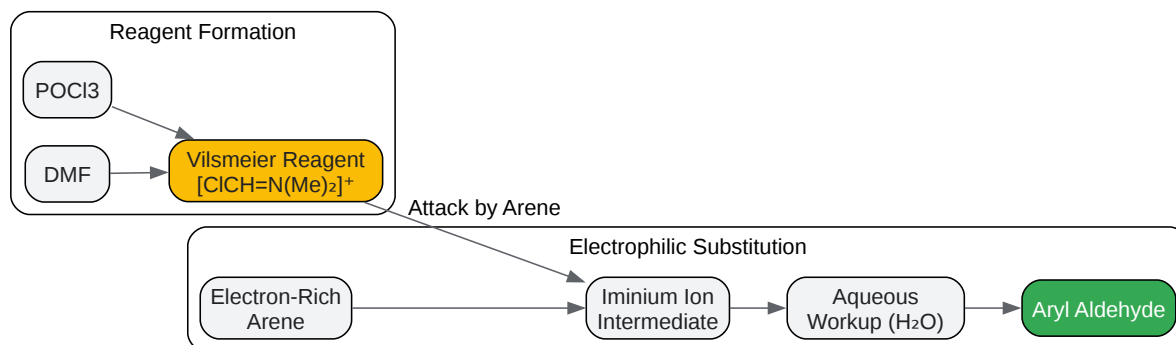 Reagent Formation
POCl3
DMF
Vilsmeier Reagent
[ClCH=N(Me)₂]⁺
Attack by Arene
Electrophilic Substitution
Electron-Rich
Arene
Iminium Ion
Intermediate
Aqueous
Workup (H₂O)
Aryl Aldehyde